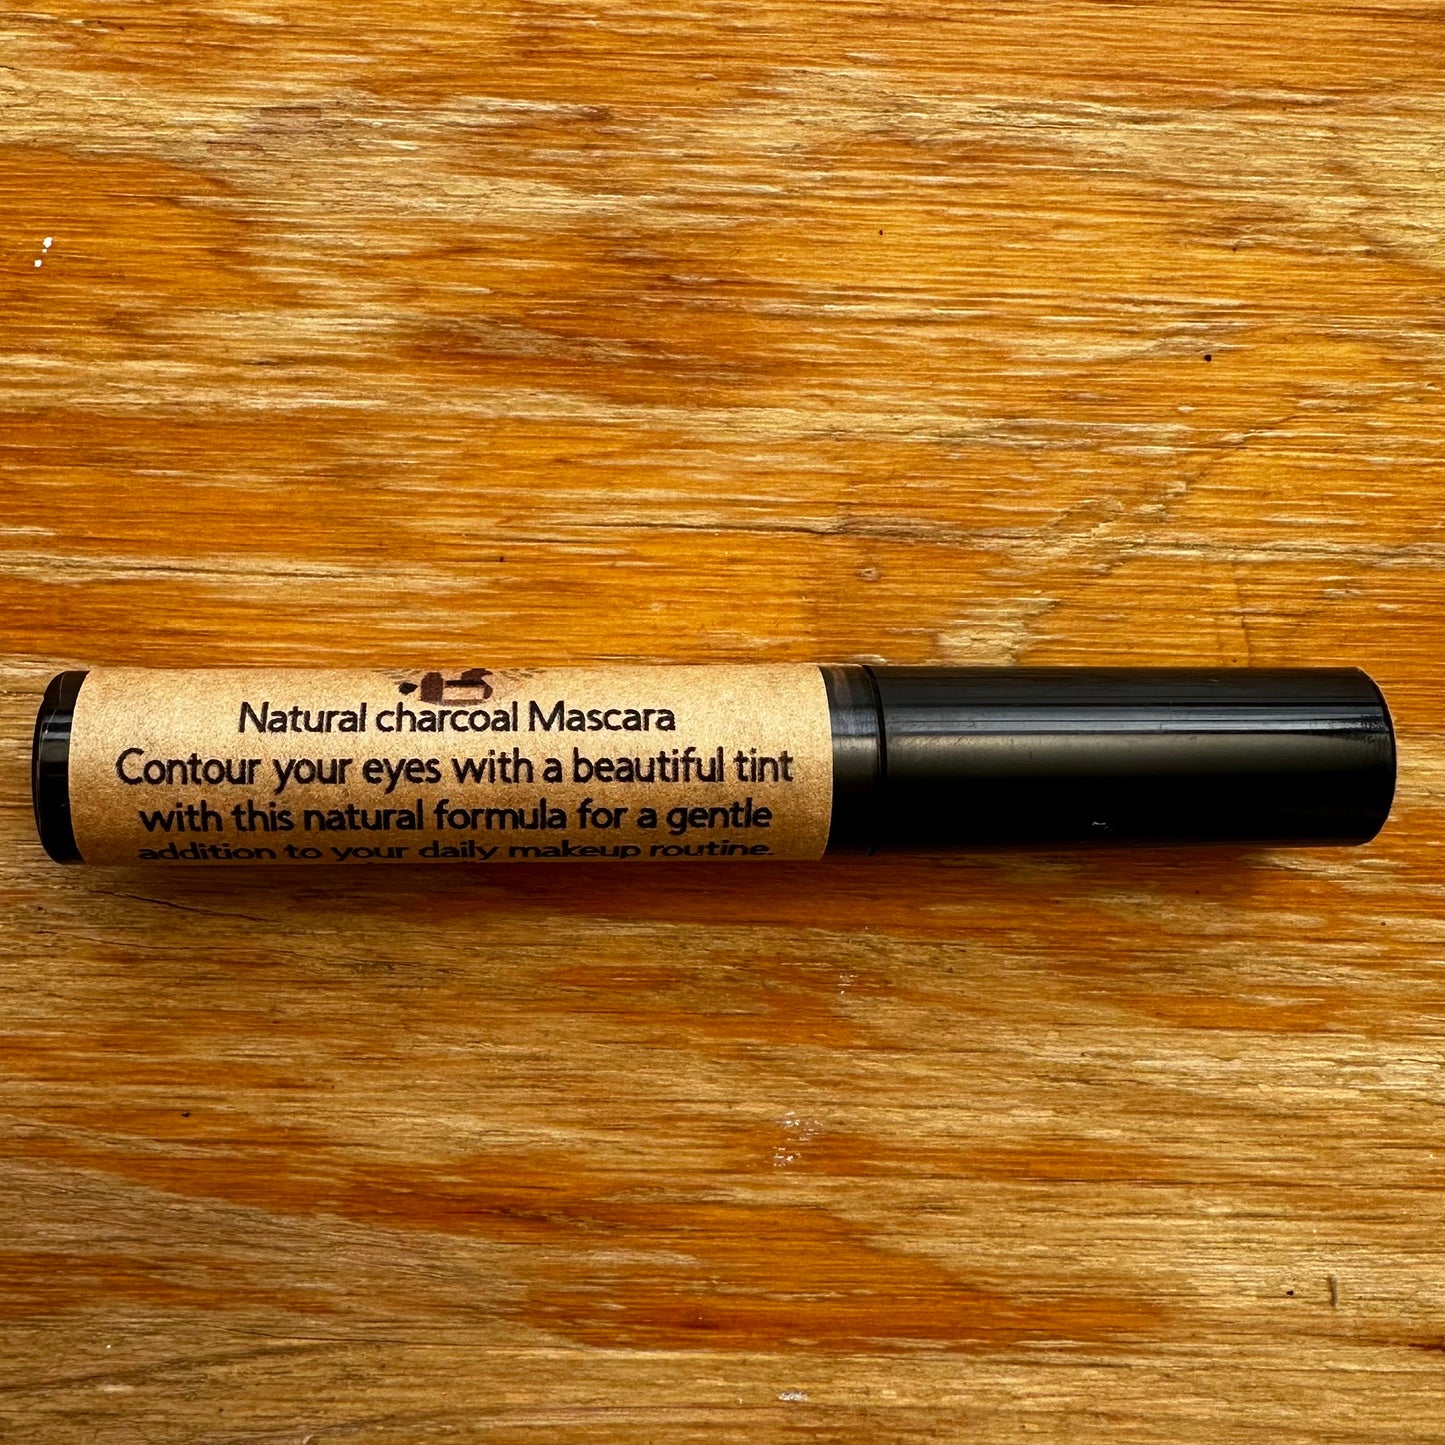 Natural charcoal Mascara
Contour your eyes with a beautiful tint
with this natural formula for a gentle
addition to your daily makeup routine.